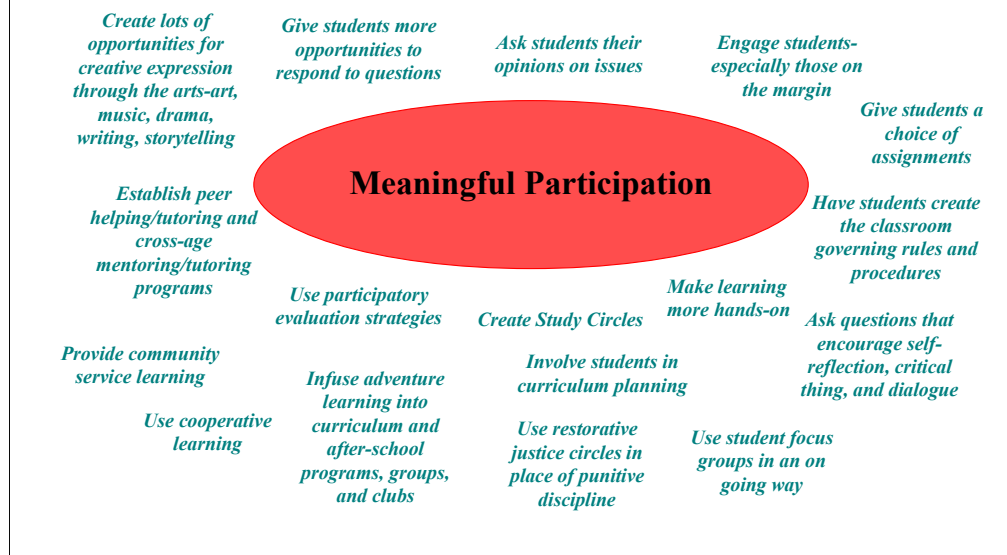 Create lots of
opportunities for
creative expression
through the arts-art,
music, drama,
writing, storytelling
Give students more
opportunities to
respond to questions
Ask students their
opinions on issues
Engage students-
especially those on
the margin
Give students a
choice of
assignments
Meaningful Participation
Establish peer
helping/tutoring and
cross-age
mentoring/tutoring
programs
Have students create
the classroom
governing rules and
procedures
Use participatory
evaluation strategies
Create Study Circles
Make learning
more hands-on
Ask questions that
encourage self-
reflection, critical
thing, and dialogue
Provide community
service learning
Infuse adventure
learning into
curriculum and
after-school
programs, groups,
and clubs
Involve students in
curriculum planning
Use cooperative
learning
Use restorative
justice circles in
place of punitive
discipline
Use student focus
groups in an on
going way